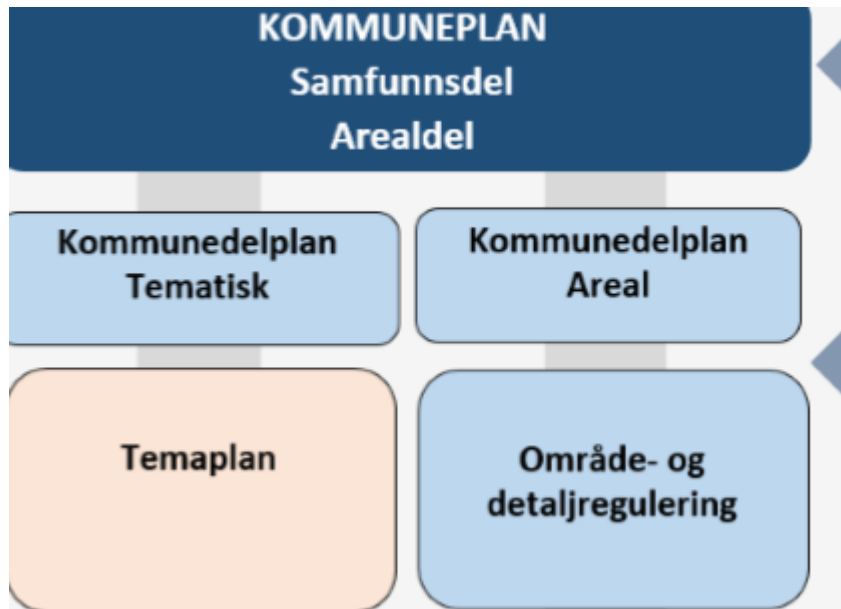 KOMMUNEPLAN
Samfunnsdel
Arealdel
Kommunedelplan
Tematisk
Kommunedelplan
Areal
Temaplan
Område- og
detaljregulering